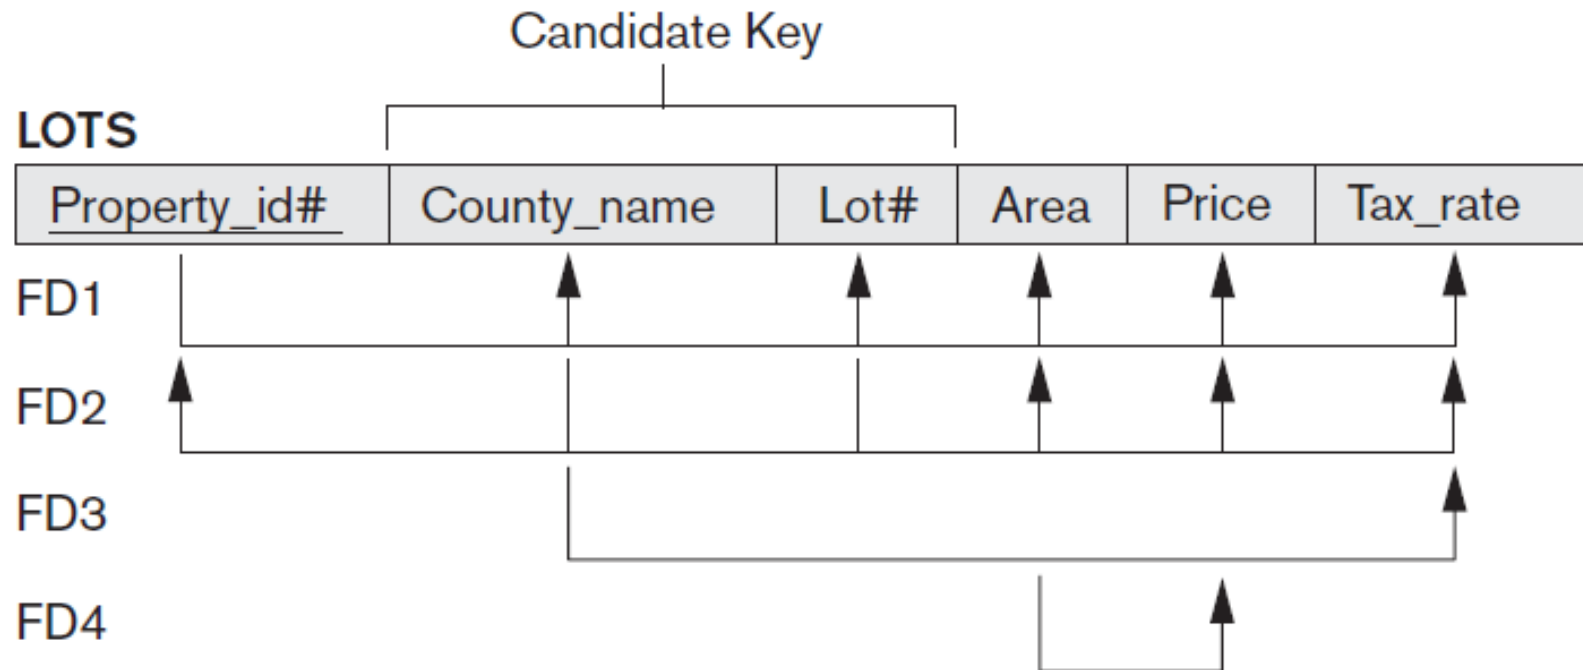 Candidate Key
LOTS
Property_id# County_name Lot# Area Price Tax_rate
FD1
FD2
FD3
FD4